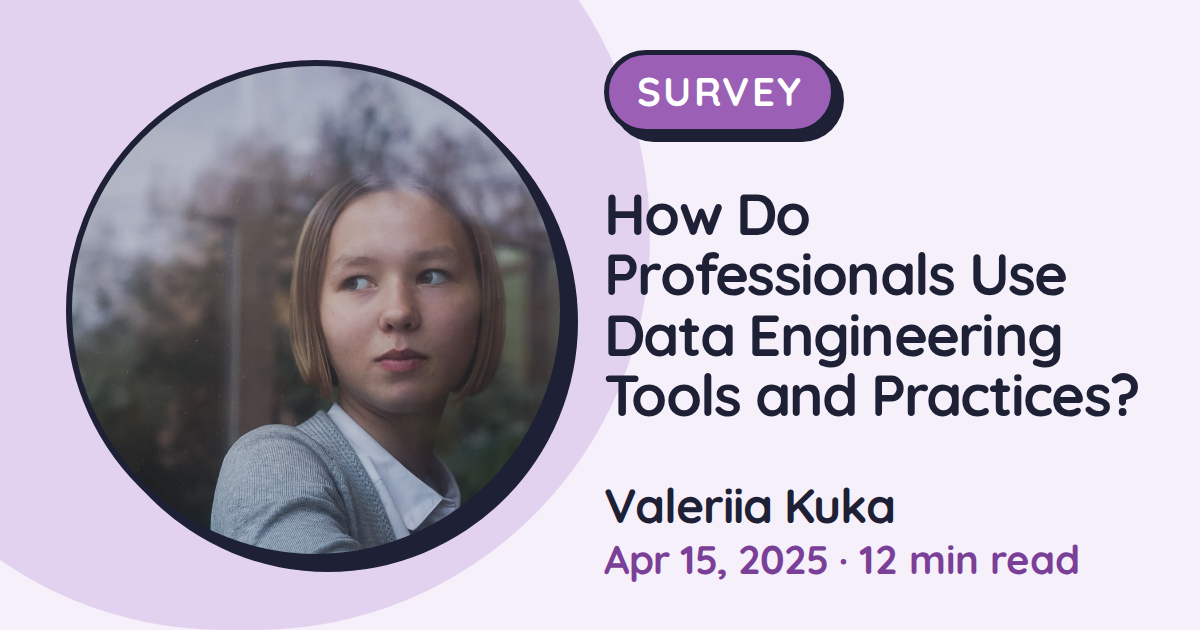 SURVEY
How Do
Professionals Use
Data Engineering
Tools and Practices?
Valeriia Kuka
Apr 15, 2025 · 12 min read